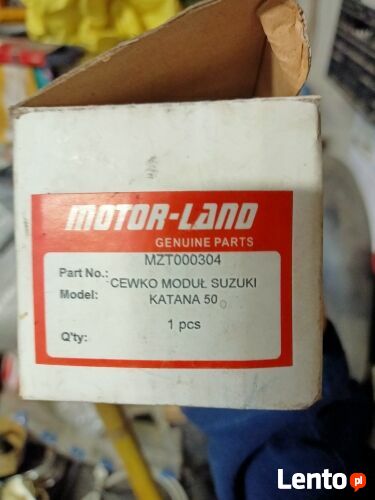 MOTOR-LAND
GENUINE PARTS
Part No.: MZT000304
Model: CEWKO MODUŁ SUZUKI
KATANA 50
Q'ty: 1 pcs
Lento pl